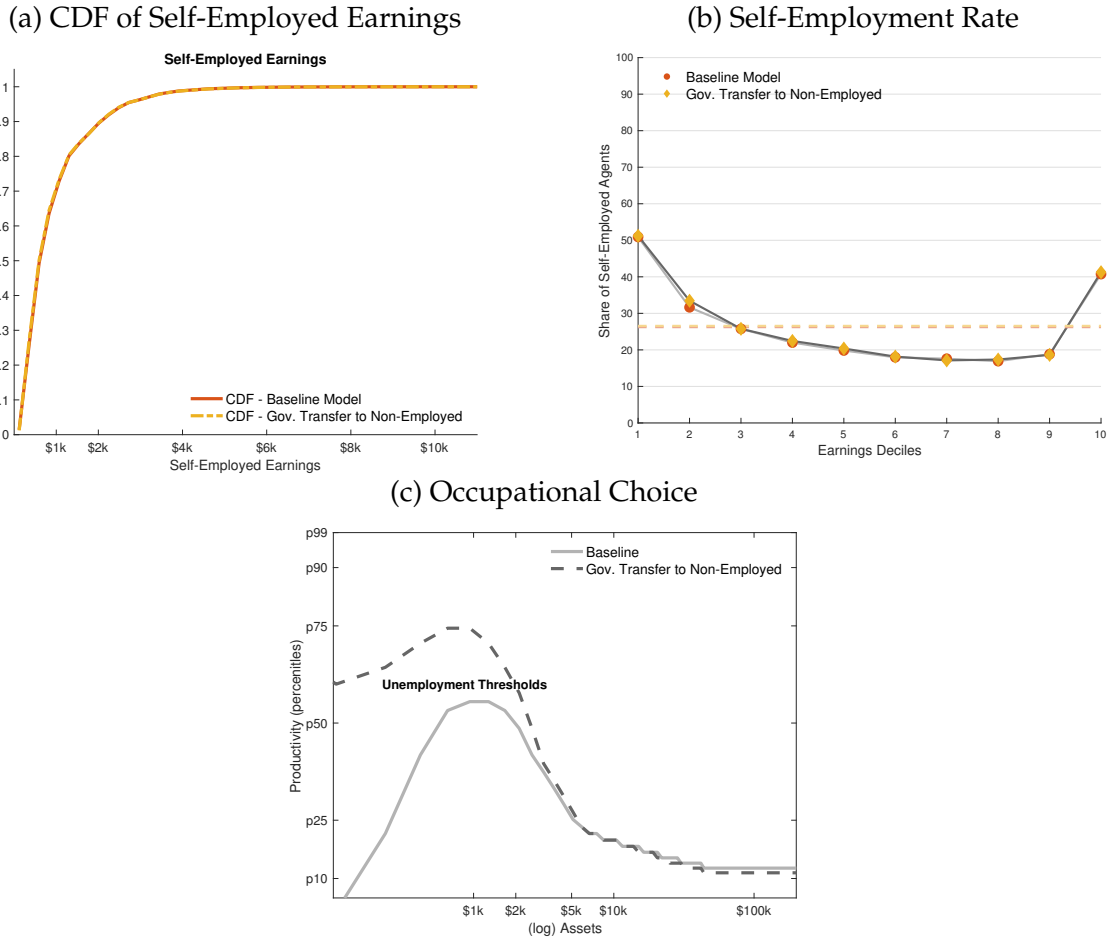 (a) CDF of Self-Employed Earnings
Self-Employed Earnings
1
.9
.8
.7
.6
.5
.4
.3
.2
.1
0
$1k $2k $4k $6k $8k $10k
Self-Employed Earnings
CDF - Baseline Model
CDF - Gov. Transfer to Non-Employed
(b) Self-Employment Rate
100
90
80
70
60
50
40
30
20
10
0
Share of Self-Employed Agents
1 2 3 4 5 6 7 8 9 10
Earnings Deciles
Baseline Model
Gov. Transfer to Non-Employed
(c) Occupational Choice
p99
p90
p75
p50
p25
p10
Productivity (percenities)
Baseline
Gov. Transfer to Non-Employed
Unemployment Thresholds
$1k $2k $5k $10k $100k
(log) Assets